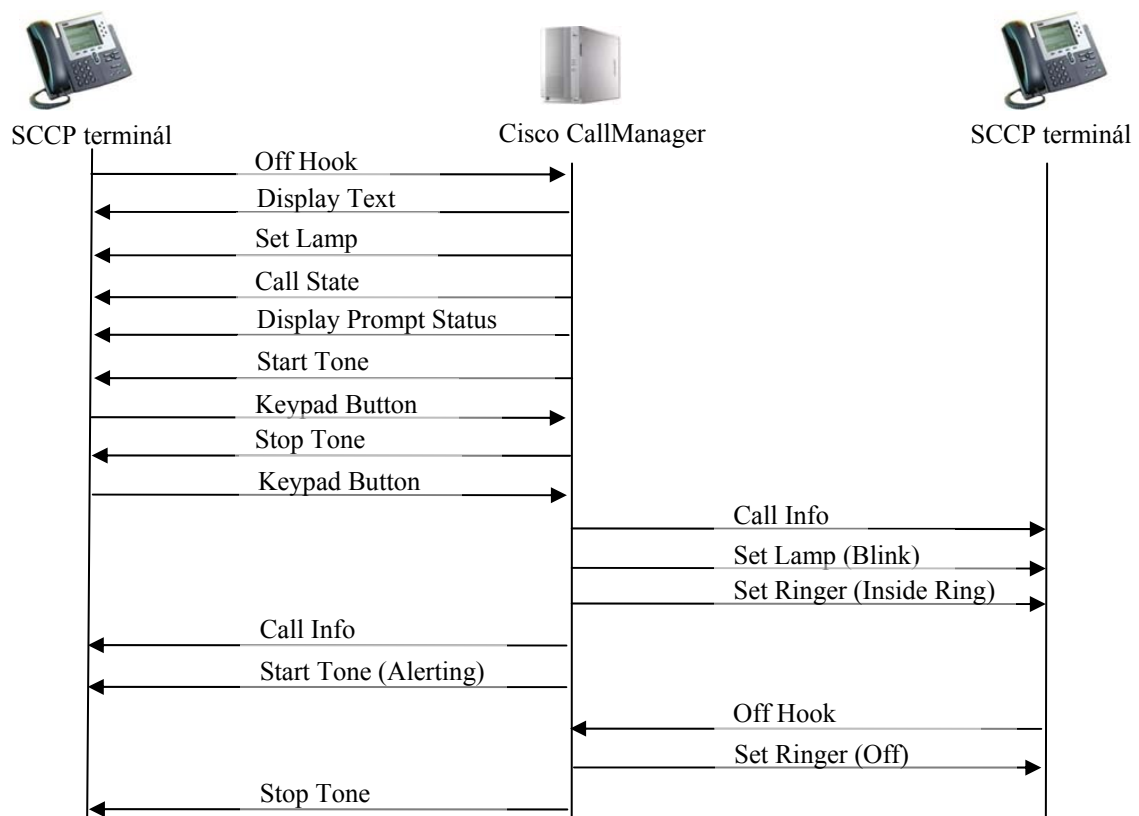 SCCP terminál
Cisco CallManager
SCCP terminál
Off Hook
Display Text
Set Lamp
Call State
Display Prompt Status
Start Tone
Keypad Button
Stop Tone
Keypad Button
Call Info
Set Lamp (Blink)
Set Ringer (Inside Ring)
Call Info
Start Tone (Alerting)
Off Hook
Set Ringer (Off)
Stop Tone